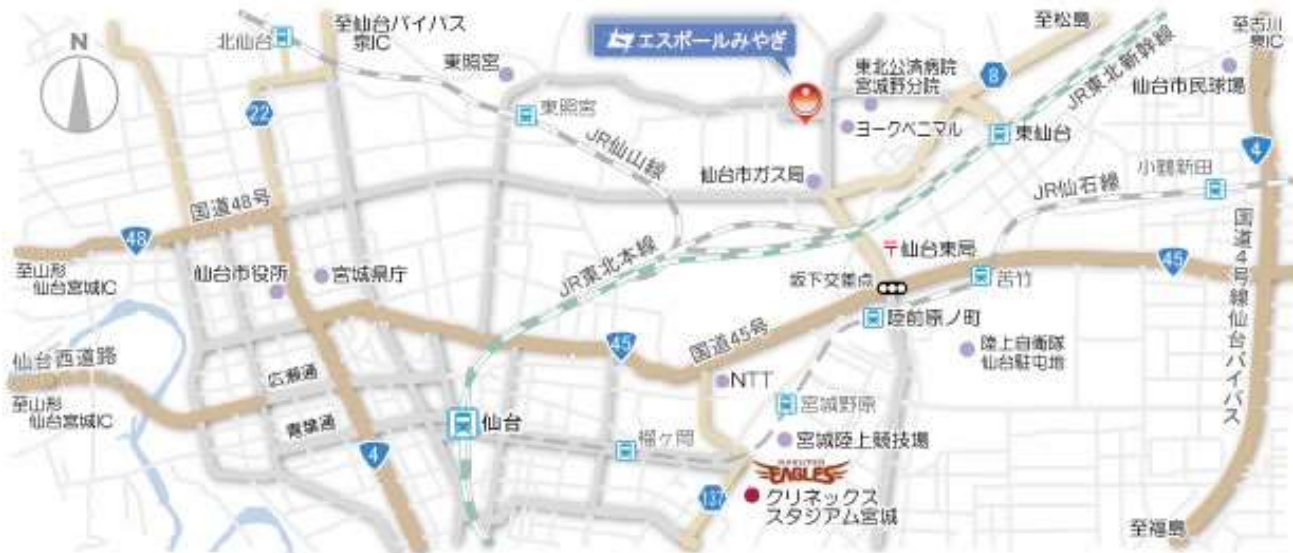 N
至仙台バイパス
泉IC
北仙台
22
東照宮
東照宮
エスポールみやぎ
至松島
至古川
泉IC
8
東北公済病院
宮城野分院
ヨークベニマル
JR東北新幹線
仙台市民球場
東仙台
4
小鶴新田
JR仙山線
仙台市ガス局
JR仙石線
国道48号
48
至山形
仙台宮城IC
仙台市役所
宮城県庁
JR東北本線
〒仙台東局
坂下交差点
苦竹
45
国道4号線仙台バイパス
陸前原ノ町
陸上自衛隊
仙台駐屯地
45
国道45号
仙台西道路
至山形
仙台宮城IC
広瀬通
青葉通
4
仙台
榴ヶ岡
NTT
宮城野原
宮城陸上競技場
EAGLES
137
クリネックス
スタジアム宮城
至福島